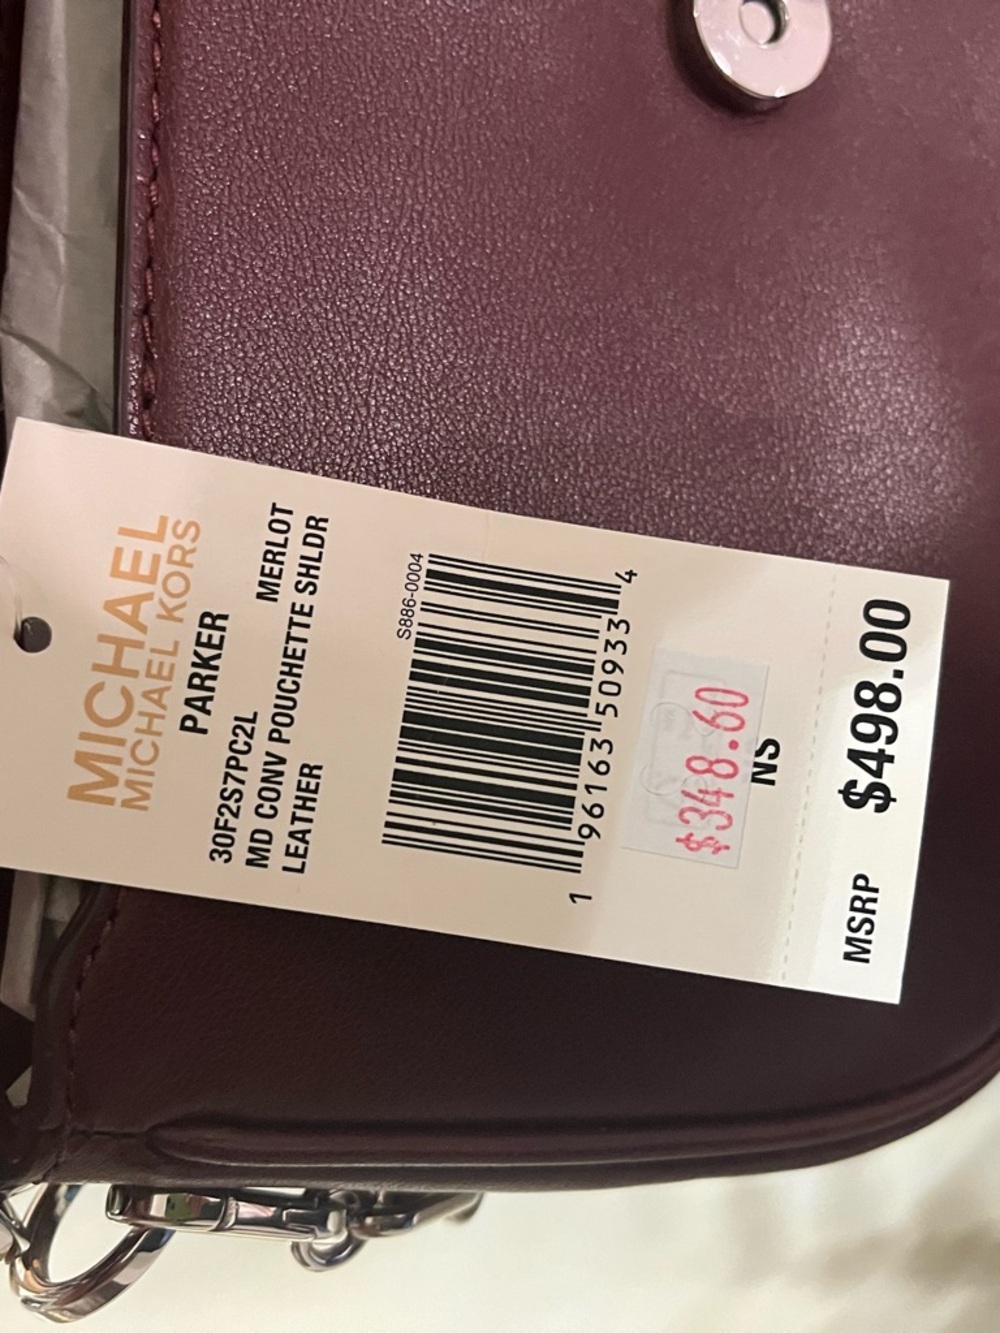 MICHAEL
MICHAEL KORS
PARKER
30F2S7PC2L MERLOT
MD CONV POUCHETTE SHLDR
LEATHER
S886-0004
1 96163 50933 4
$348.60
NS
MSRP $498.00